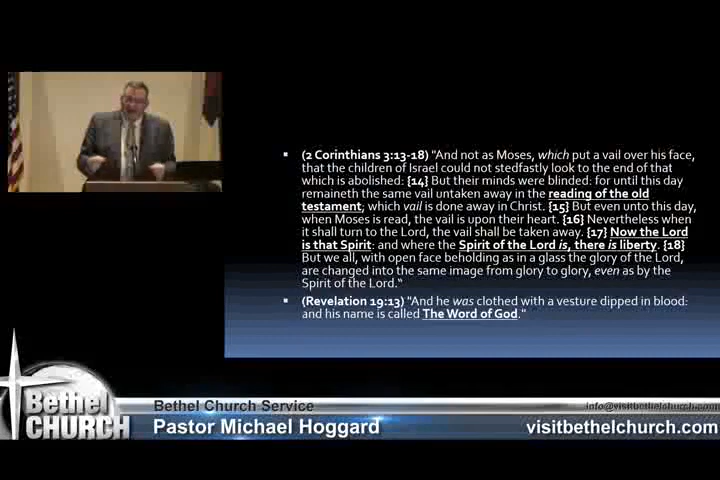 ▪ (2 Corinthians 3:13-18) "And not as Moses, which put a vail over his face,
that the children of Israel could not stedfastly look to the end of that
which is abolished: {14} But their minds were blinded: for until this day
remaineth the same vail untaken away in the reading of the old
testament; which vail is done away in Christ. {15} But even unto this day,
when Moses is read, the vail is upon their heart. {16} Nevertheless when
it shall turn to the Lord, the vail shall be taken away. {17} Now the Lord
is that Spirit: and where the Spirit of the Lord is, there is liberty. {18}
But we all, with open face beholding as in a glass the glory of the Lord,
are changed into the same image from glory to glory, even as by the
Spirit of the Lord."
▪ (Revelation 19:13) "And he was clothed with a vesture dipped in blood:
and his name is called The Word of God."
Bethel
CHURCH
Bethel Church Service
info@visitbethelchurch.com
Pastor Michael Hoggard
visitbethelchurch.com